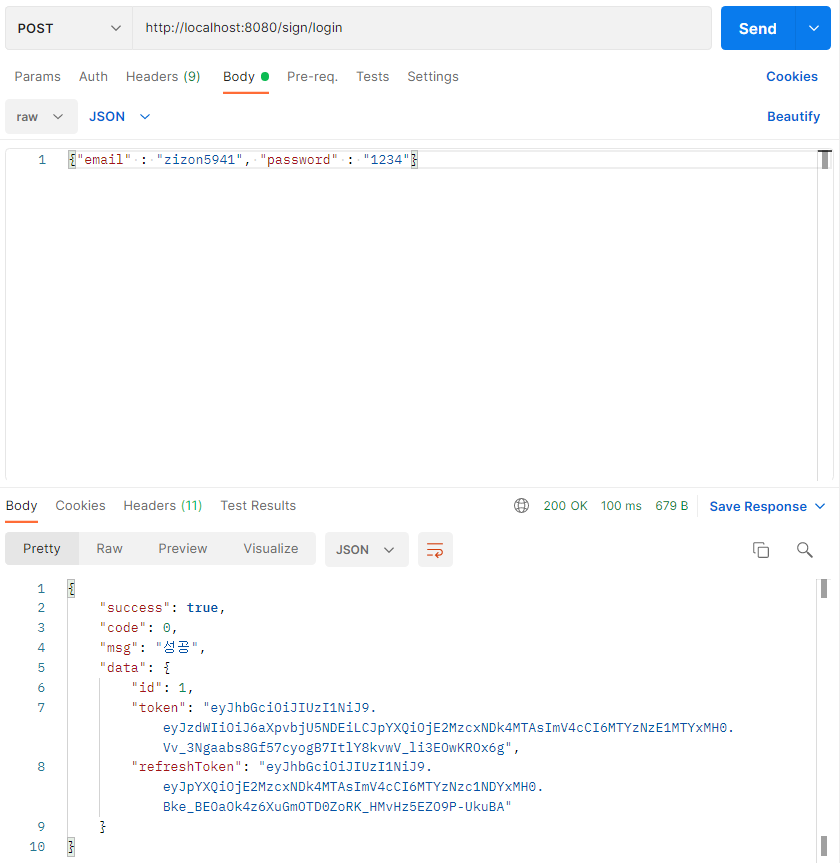 POST http://localhost:8080/sign/login Send
Params Auth Headers (9) Body Pre-req. Tests Settings Cookies
raw JSON Beautify
1 {"email" : "zizon5941", "password" : "1234"}
Body Cookies Headers (11) Test Results 200 OK 100 ms 679 B Save Response
Pretty Raw Preview Visualize JSON
1 {
2 "success": true,
3 "code": 0,
4 "msg": "성공",
5 "data": {
6 "id": 1,
7 "token": "eyJhbGciOiJIUzI1NiJ9.
eyJzdWIiOiJ6aXpvbjU5NDEiLCJpYXQiOjE2MzcxNDk4MTAsImV4cCI6MTYzNzE1MTYxMH0.
Vv_3Ngaabs8Gf57cyogB7ItlY8kvwV_li3EOwKROx6g",
8 "refreshToken": "eyJhbGciOiJIUzI1NiJ9.
eyJpYXQiOjE2MzcxNDk4MTAsImV4cCI6MTYzNzc1NDYxMH0.
Bke_BEOaOk4z6XuGmOTD0ZoRK_HMvHz5EZO9P-UkuBA"
9 }
10 }